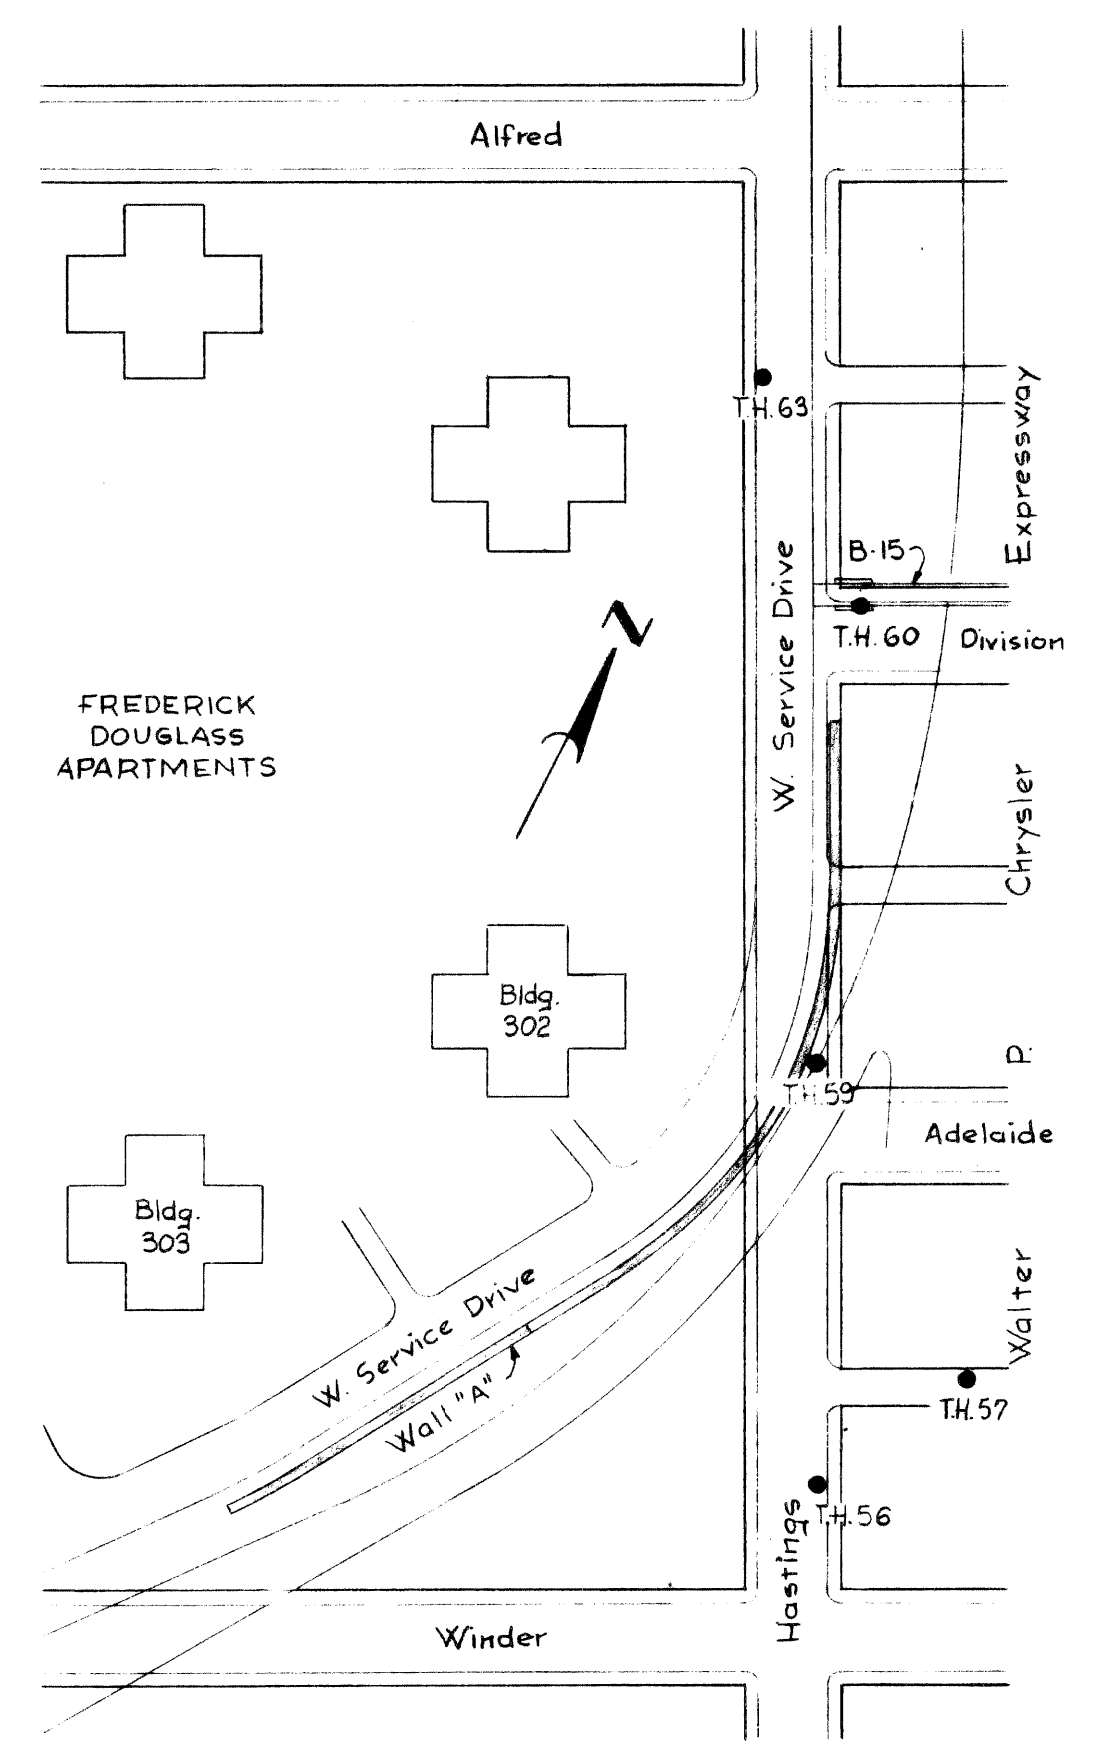 Alfred
T.H.63
Expressway
B-15
W. Service Drive
N
T.H.60
Division
FREDERICK
DOUGLASS
APARTMENTS
Chrysler
Bldg.
302
P.
T.H.59
Adelaide
Bldg.
303
Walter
W. Service Drive
Wall "A"
T.H.57
T.H.56
Hastings
Winder